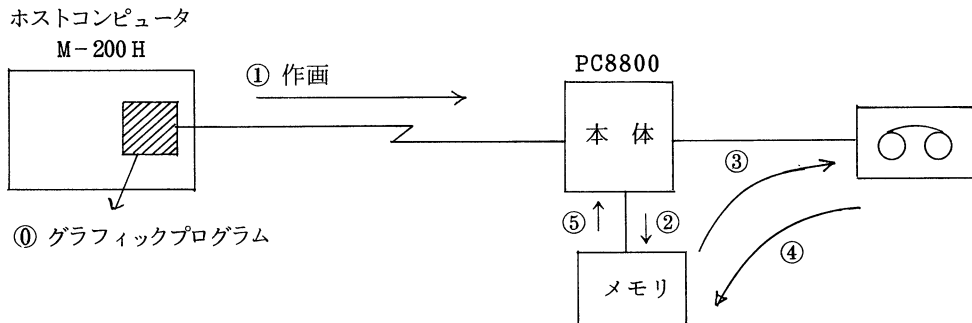 ホストコンピュータ
M-200H
① 作画
PC8800
本 体
③
⓪ グラフィックプログラム
⑤
②
④
メモリ